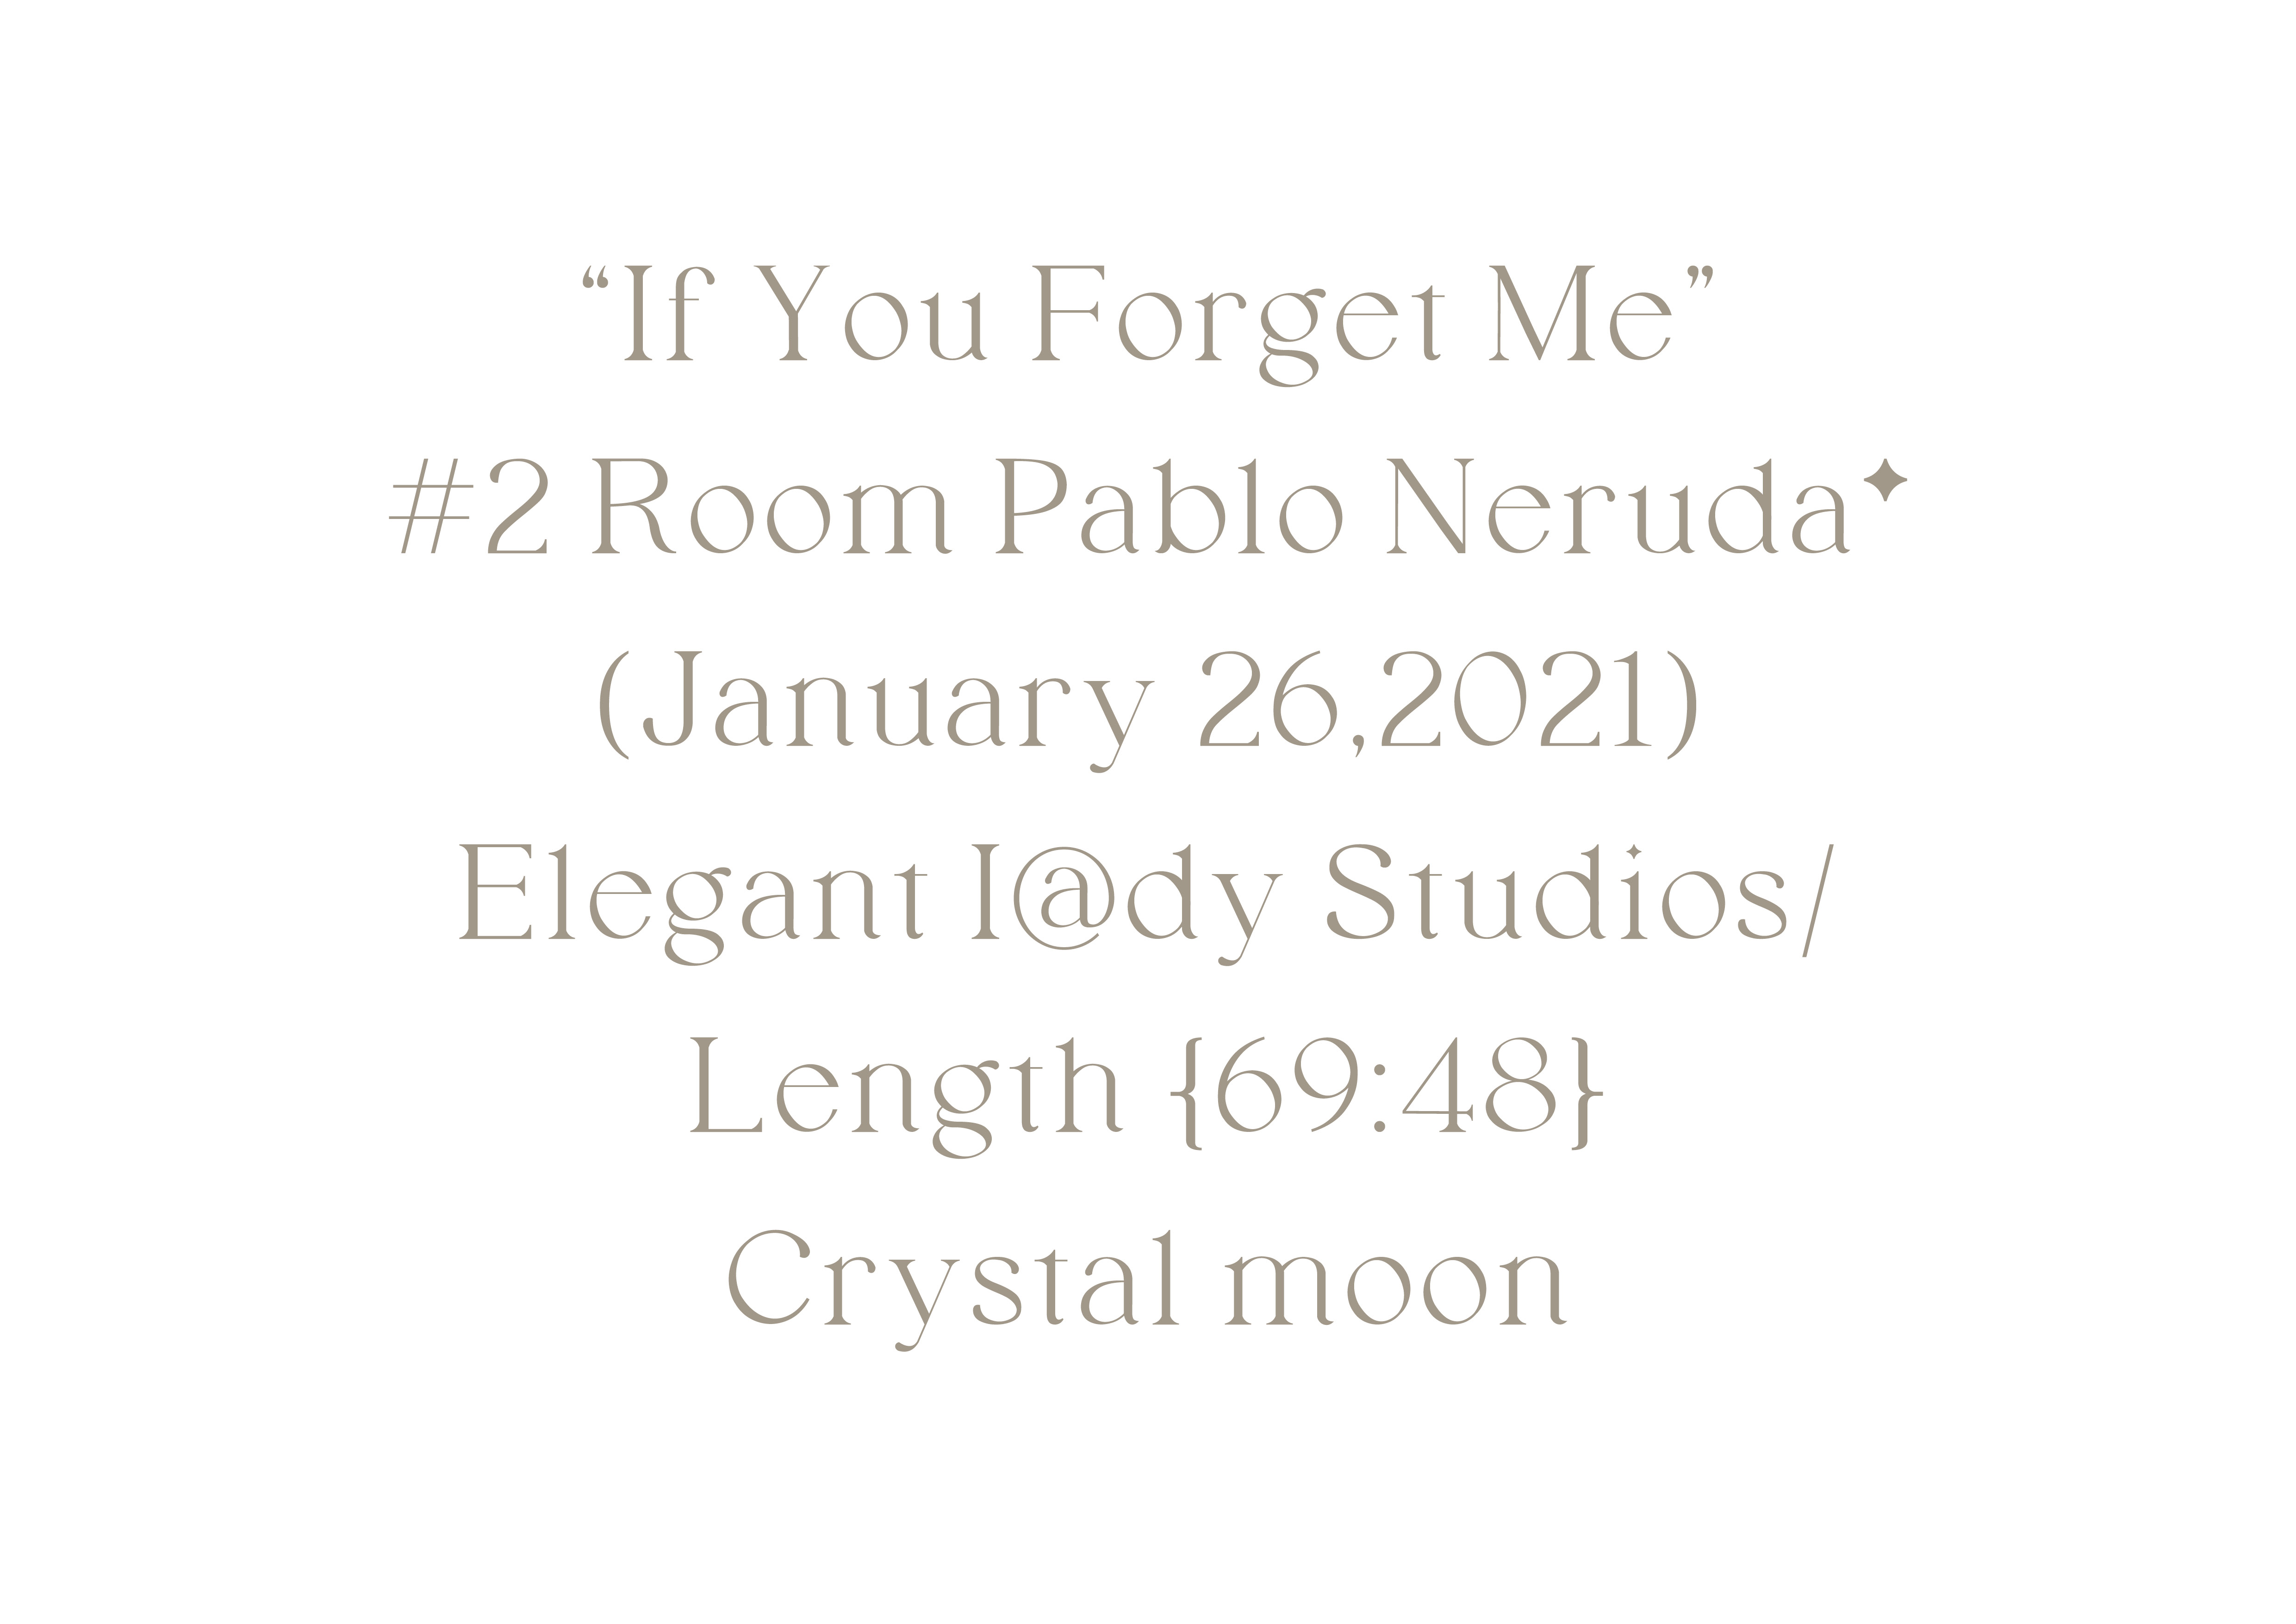 “If You Forget Me”
#2 Room Pablo Neruda✦
(January 26,2021)
Elegant I@dy Studios/
Length {69:48}
Crystal moon